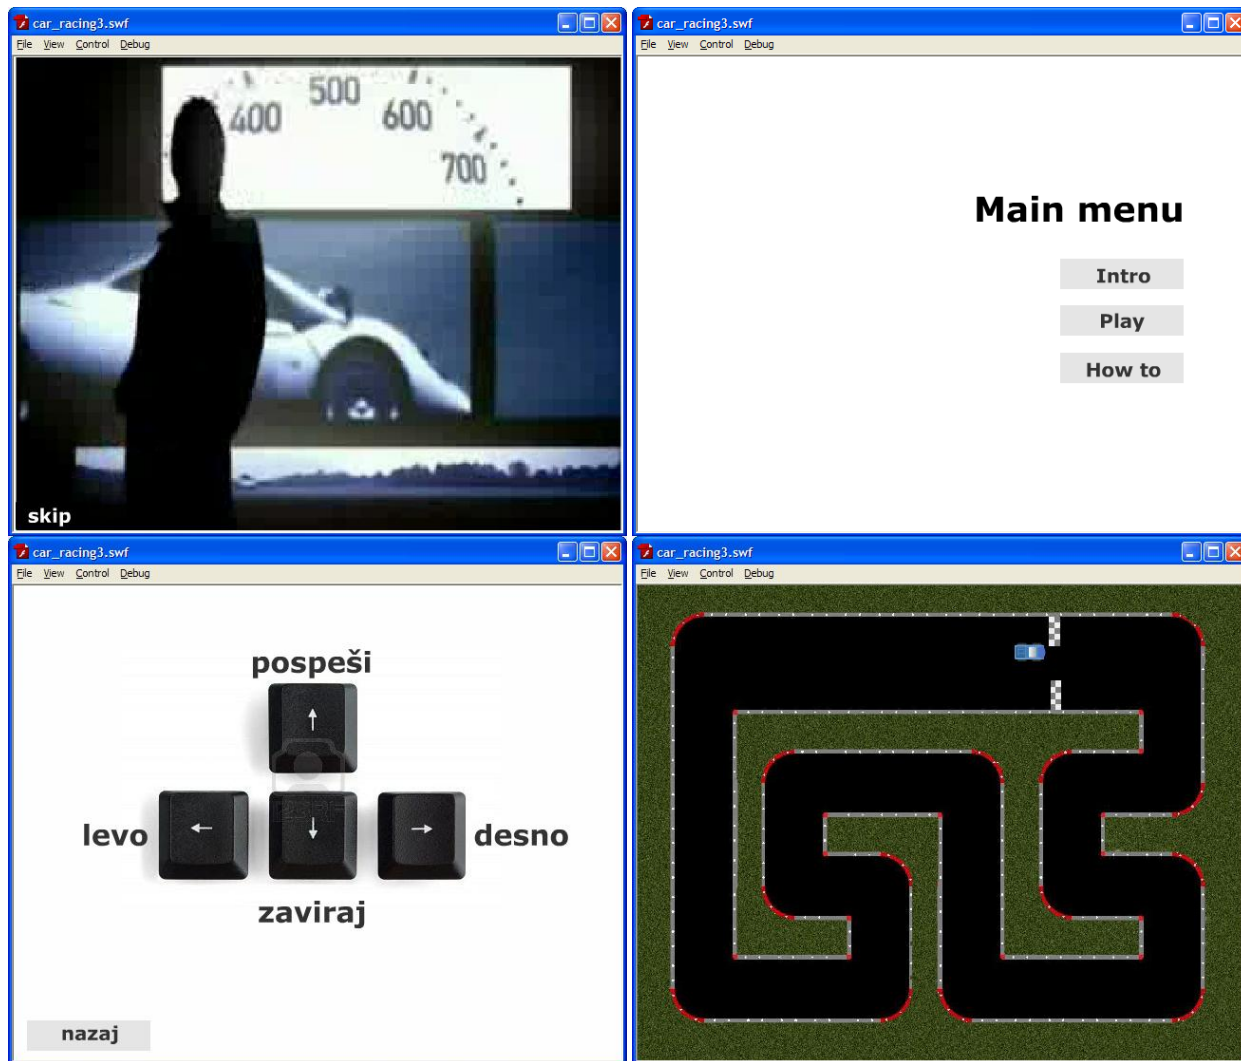 car_racing3.swf
File View Control Debug
400 500 600 700
skip
car_racing3.swf
File View Control Debug
Main menu
Intro
Play
How to
car_racing3.swf
File View Control Debug
pospeši
levo
desno
zaviraj
nazaj
car_racing3.swf
File View Control Debug